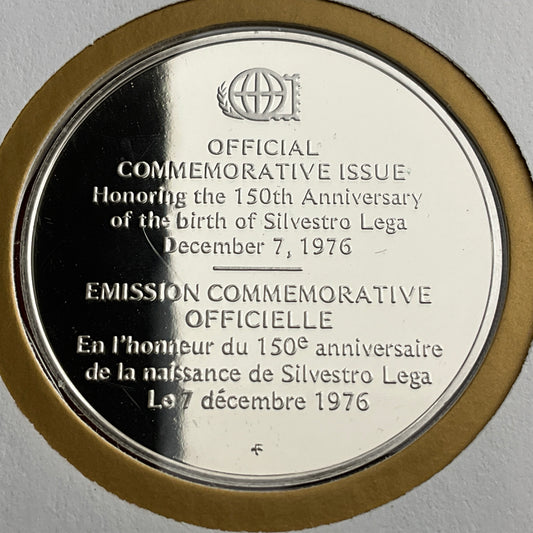 OFFICIAL
COMMEMORATIVE ISSUE
Honoring the 150th Anniversary
of the birth of Silvestro Lega
December 7, 1976
EMISSION COMMEMORATIVE
OFFICIELLE
En l'honneur du 150e anniversaire
de la naissance de Silvestro Lega
Le 7 décembre 1976